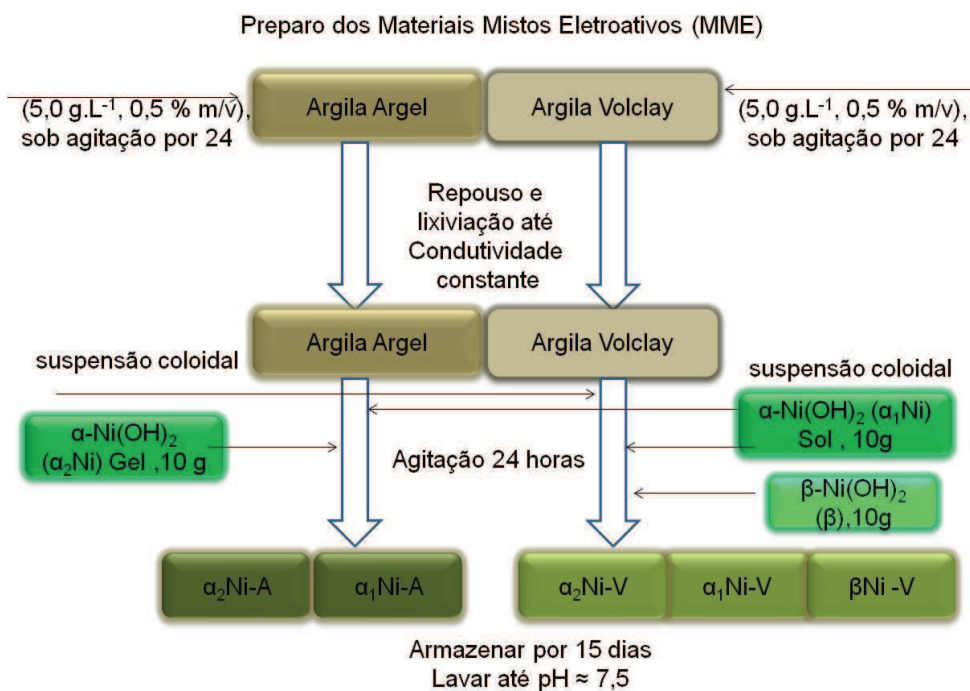 Preparo dos Materiais Mistos Eletroativos (MME)
(5,0 g.L⁻¹, 0,5 % m/v),
sob agitação por 24
Argila Argel
Argila Volclay
(5,0 g.L⁻¹, 0,5 % m/v),
sob agitação por 24
Repouso e
lixiviação até
Condutividade
constante
Argila Argel
Argila Volclay
suspensão coloidal
suspensão coloidal
α-Ni(OH)₂
(α₂Ni) Gel ,10 g
α-Ni(OH)₂ (α₁Ni)
Sol , 10g
Agitação 24 horas
β-Ni(OH)₂
(β),10g
α₂Ni-A
α₁Ni-A
α₂Ni-V
α₁Ni-V
βNi -V
Armazenar por 15 dias
Lavar até pH ≈ 7,5